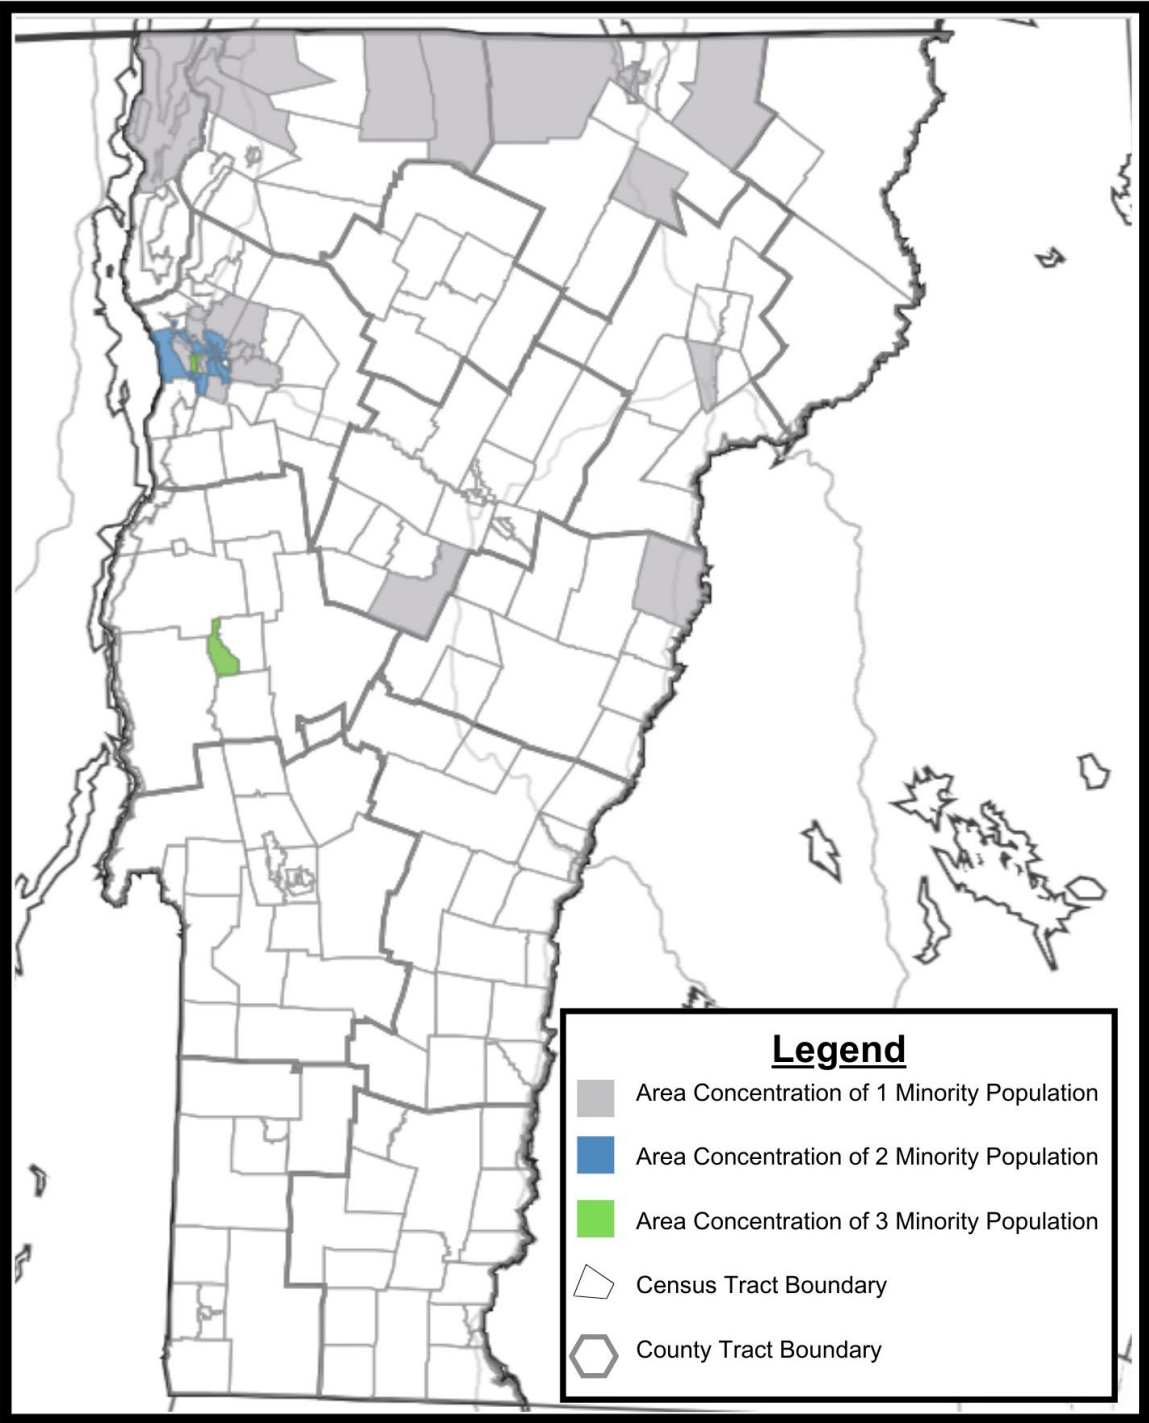 Legend
Area Concentration of 1 Minority Population
Area Concentration of 2 Minority Population
Area Concentration of 3 Minority Population
Census Tract Boundary
County Tract Boundary